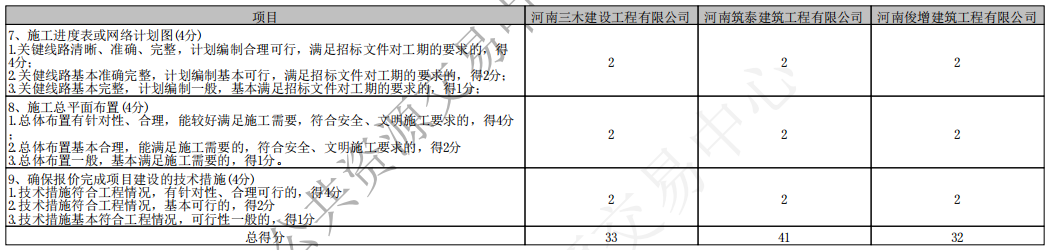 项目 河南三木建设工程有限公司 河南筑泰建筑工程有限公司 河南俊增建筑工程有限公司
7、施工进度表或网络计划图(4分)
1.关键线路清晰、准确、完整，计划编制合理可行，满足招标文件对工期的要求的，得
4分；
2.关健线路基本准确完整，计划编制基本可行，满足招标文件对工期的要求的，得2分；
3.关健线路基本完整，计划编制一般，基本满足招标文件对工期的要求的，得1分；
2 2 2
8、施工总平面布置(4分)
1.总体布置有针对性、合理，能较好满足施工需要，符合安全、文明施工要求的，得4分
；
2.总体布置基本合理，能满足施工需要的，符合安全、文明施工要求的，得2分
3.总体布置一般，基本满足施工需要的，得1分。
2 2 2
9、确保报价完成项目建设的技术措施(4分)
1.技术措施符合工程情况，有针对性、合理可行的，得4分
2.技术措施符合工程情况，基本可行的，得2分
3.技术措施基本符合工程情况，可行性一般的，得1分
2 2 2
总得分 33 41 32
公共资源交易中
交易中心